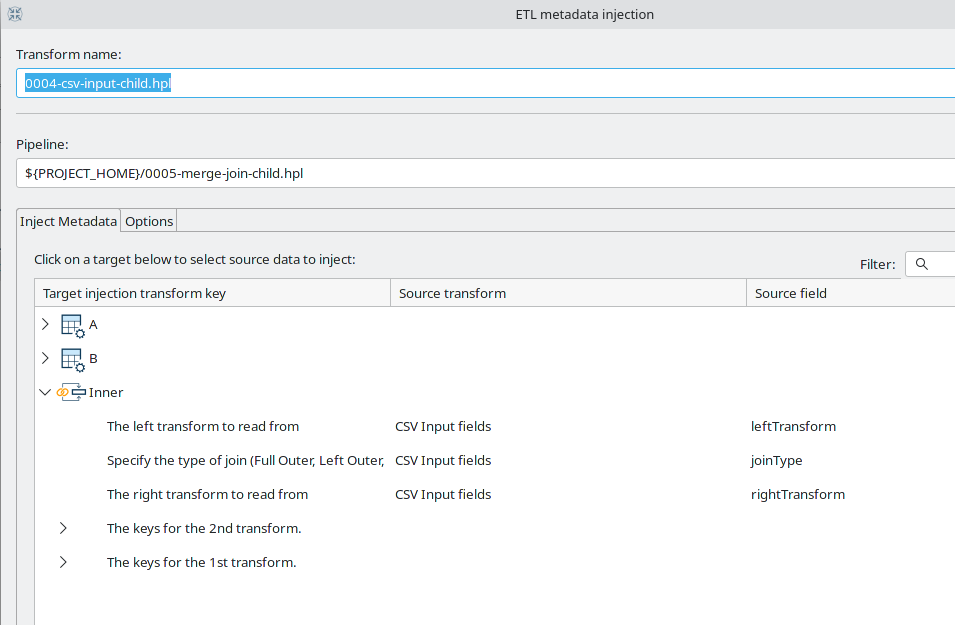 ETL metadata injection
Transform name:
0004-csv-input-child.hpl
Pipeline:
${PROJECT_HOME}/0005-merge-join-child.hpl
Inject Metadata Options
Click on a target below to select source data to inject:
Filter:
Target injection transform key Source transform Source field
A
B
Inner
The left transform to read from CSV Input fields leftTransform
Specify the type of join (Full Outer, Left Outer, CSV Input fields joinType
The right transform to read from CSV Input fields rightTransform
The keys for the 2nd transform.
The keys for the 1st transform.